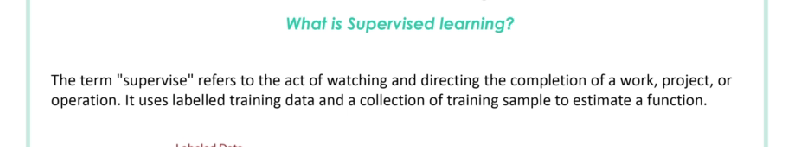 What is Supervised learning?
The term "supervise" refers to the act of watching and directing the completion of a work, project, or
operation. It uses labelled training data and a collection of training sample to estimate a function.